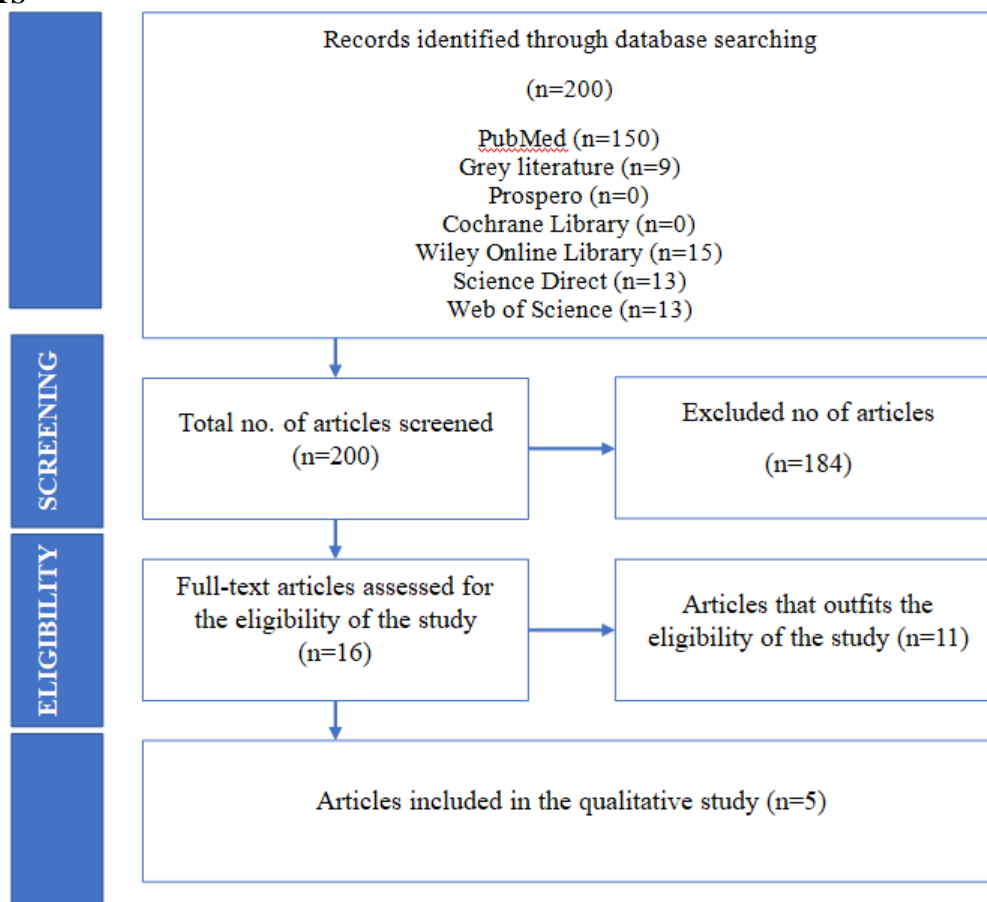 Records identified through database searching
(n=200)
PubMed (n=150)
Grey literature (n=9)
Prospero (n=0)
Cochrane Library (n=0)
Wiley Online Library (n=15)
Science Direct (n=13)
Web of Science (n=13)
SCREENING
Total no. of articles screened
(n=200)
Excluded no of articles
(n=184)
ELIGIBILITY
Full-text articles assessed for
the eligibility of the study
(n=16)
Articles that outfits the
eligibility of the study (n=11)
Articles included in the qualitative study (n=5)